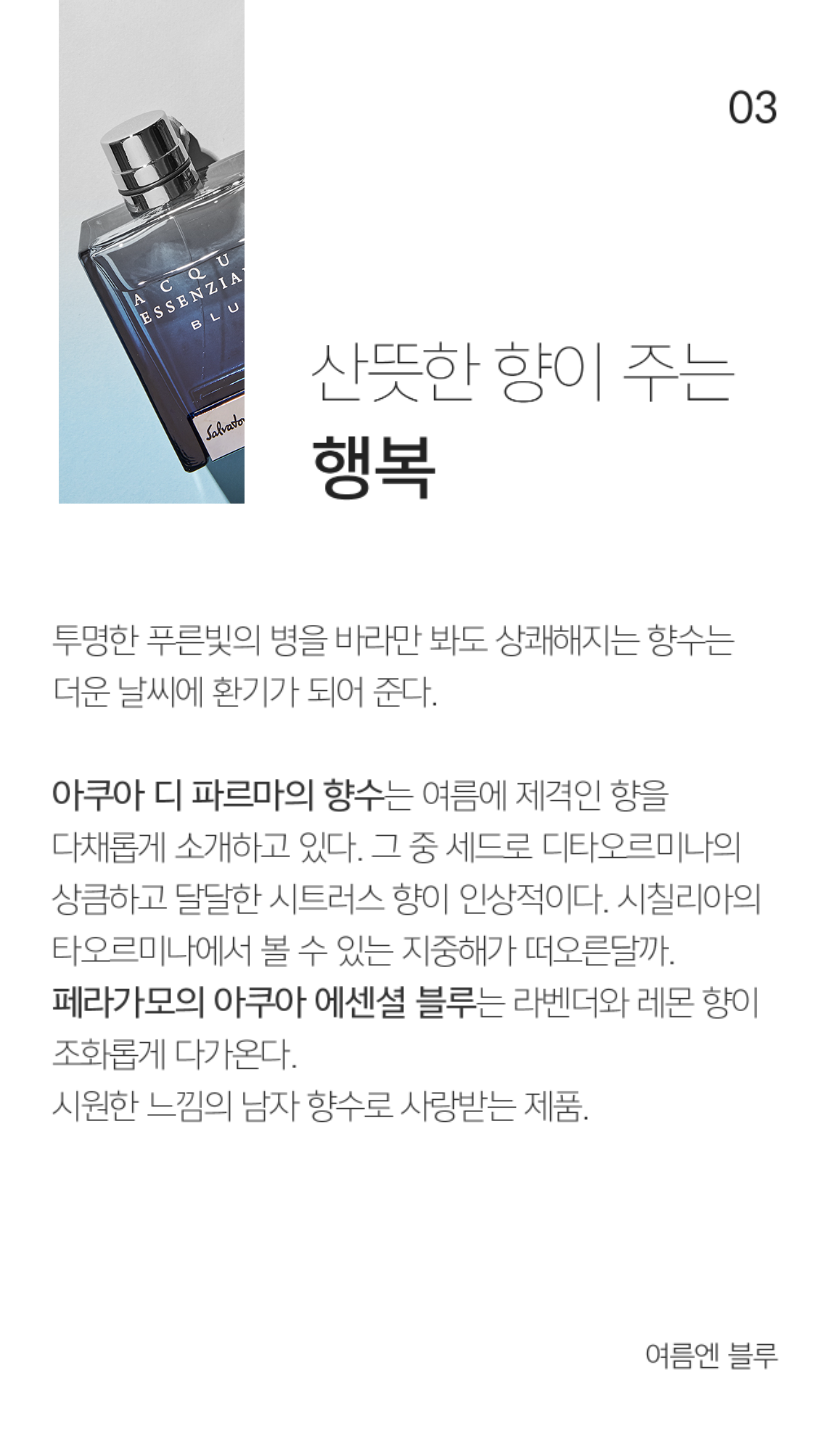 03
ACQU
ESSENZIA
BLU
Salvator
산뜻한 향이 주는
행복
투명한 푸른빛의 병을 바라만 봐도 상쾌해지는 향수는
더운 날씨에 환기가 되어 준다.
아쿠아 디 파르마의 향수는 여름에 제격인 향을
다채롭게 소개하고 있다. 그 중 세드로 디타오르미나의
상큼하고 달달한 시트러스 향이 인상적이다. 시칠리아의
타오르미나에서 볼 수 있는 지중해가 떠오른달까.
페라가모의 아쿠아 에센셜 블루는 라벤더와 레몬 향이
조화롭게 다가온다.
시원한 느낌의 남자 향수로 사랑받는 제품.
여름엔 블루